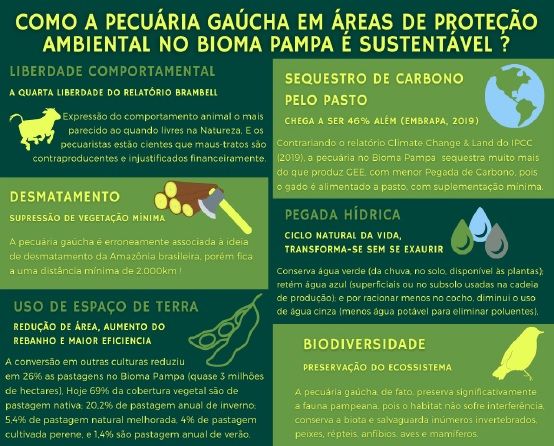 COMO A PECUÁRIA GAÚCHA EM ÁREAS DE PROTEÇÃO
AMBIENTAL NO BIOMA PAMPA É SUSTENTÁVEL ?
LIBERDADE COMPORTAMENTAL
A QUARTA LIBERDADE DO RELATÓRIO BRAMBELL
Expressão do comportamento animal o mais
parecido ao quando livres na Natureza. E os
pecuaristas estão cientes que maus-tratos são
contraproducentes e injustificados financeiramente.
DESMATAMENTO
SUPRESSÃO DE VEGETAÇÃO MÍNIMA
A pecuária gaúcha é erroneamente associada à ideia
de desmatamento da Amazônia brasileira, porém fica
a uma distância mínima de 2.000km !
USO DE ESPAÇO DE TERRA
REDUÇÃO DE ÁREA, AUMENTO DO
REBANHO E MAIOR EFICIENCIA
A conversão em outras culturas reduziu
em 26% as pastagens no Bioma Pampa (quase 3 milhões
de hectares). Hoje 69% da cobertura vegetal são de
pastagem nativa; 20,2% de pastagem anual de inverno;
5,4% de pastagem natural melhorada, 4% de pastagem
cultivada perene, e 1,4% são pastagem anual de verão.
SEQUESTRO DE CARBONO
PELO PASTO
CHEGA A SER 46% ALÉM (EMBRAPA, 2019)
Contrariando o relatório Climate Change & Land do IPCC
(2019), a pecuária no Bioma Pampa sequestra muito mais
do que produz GEE, com menor Pegada de Carbono, pois
o gado é alimentado a pasto, com suplementação mínima.
PEGADA HÍDRICA
CICLO NATURAL DA VIDA,
TRANSFORMA-SE SEM SE EXAURIR
Conserva água verde (da chuva, no solo, disponível às plantas);
retém água azul (superficiais ou no subsolo usadas na cadeia
de produção); e por racionar menos no cocho, diminui o uso
de água cinza (menos água potável para eliminar poluentes).
BIODIVERSIDADE
PRESERVAÇÃO DO ECOSSISTEMA
A pecuária gaúcha, de fato, preserva significativamente
a fauna pampeana, pois o habitat não sofre interferência,
conserva a biota e salvaguarda inúmeros invertebrados,
peixes, répteis, anfíbios, aves e mamíferos.